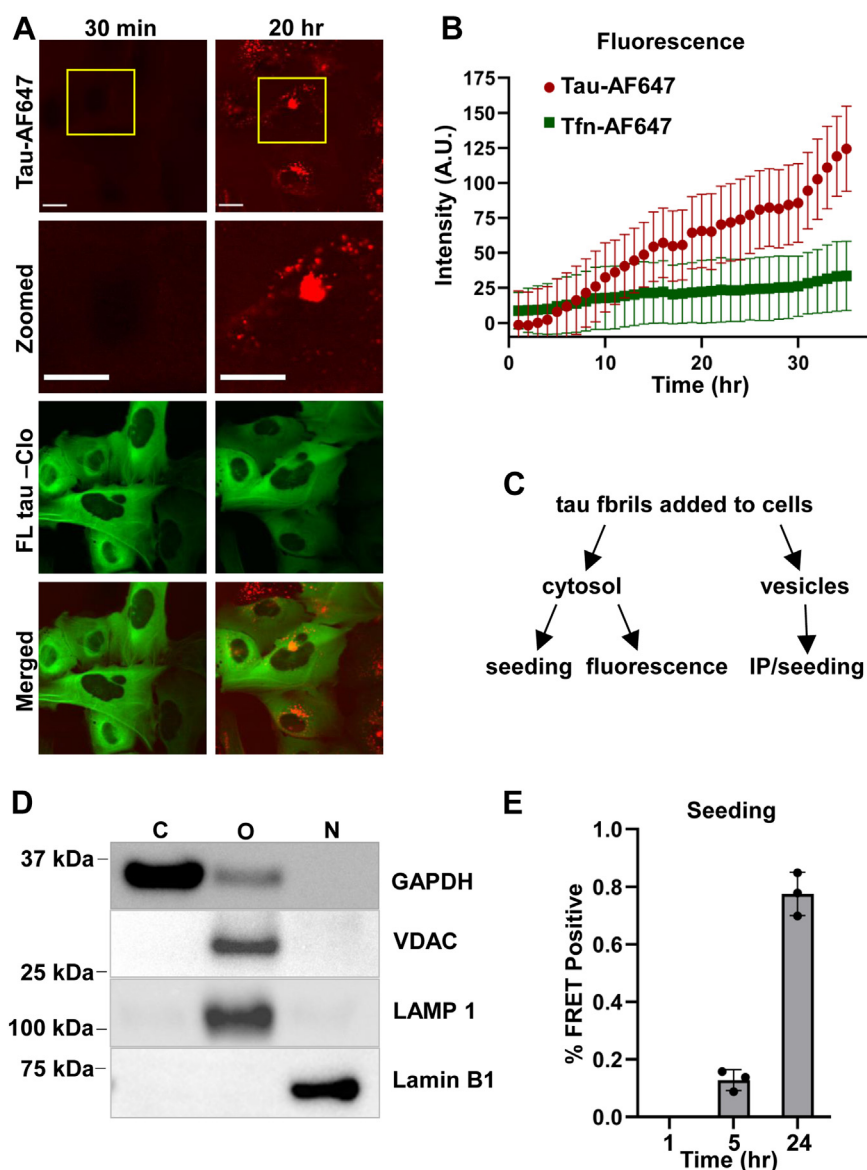 A
30 min
20 hr
Tau-AF647
Zoomed
FL tau –Clo
Merged
B
Fluorescence
Intensity (A.U.)
175
150
125
100
75
50
25
0
Tau-AF647
Tfn-AF647
0
10
20
30
Time (hr)
C
tau fbrils added to cells
cytosol
vesicles
seeding
fluorescence
IP/seeding
D
C O N
37 kDa
GAPDH
VDAC
25 kDa
LAMP 1
100 kDa
75 kDa
Lamin B1
E
Seeding
% FRET Positive
1.0
0.8
0.6
0.4
0.2
0.0
1
5
24
Time (hr)